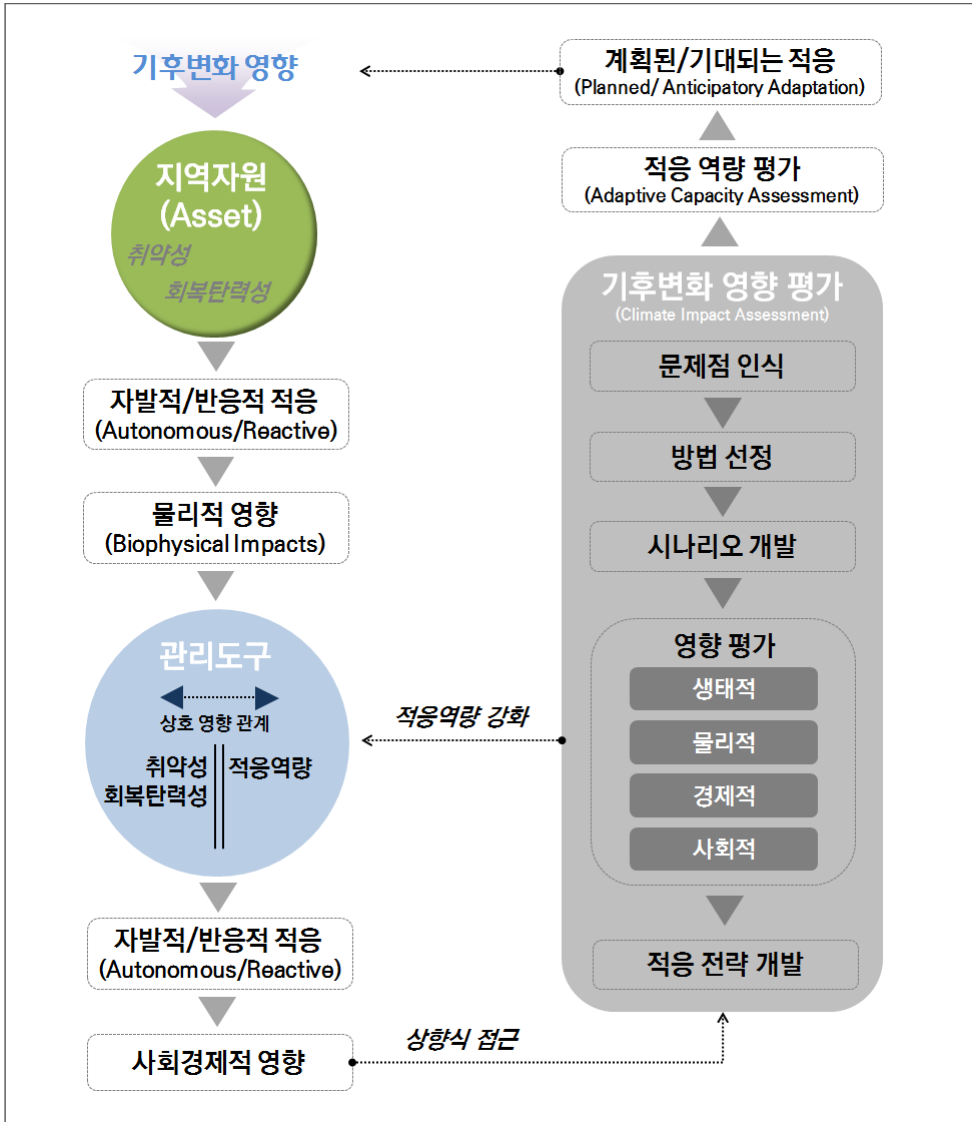 기후변화 영향
지역자원
(Asset)
취약성
회복탄력성
자발적/반응적 적응
(Autonomous/Reactive)
물리적 영향
(Biophysical Impacts)
관리도구
상호 영향 관계
취약성
회복탄력성
적응역량
자발적/반응적 적응
(Autonomous/Reactive)
사회경제적 영향
상향식 접근
적응역량 강화
계획된/기대되는 적응
(Planned/ Anticipatory Adaptation)
적응 역량 평가
(Adaptive Capacity Assessment)
기후변화 영향 평가
(Climate Impact Assessment)
문제점 인식
방법 선정
시나리오 개발
영향 평가
생태적
물리적
경제적
사회적
적응 전략 개발